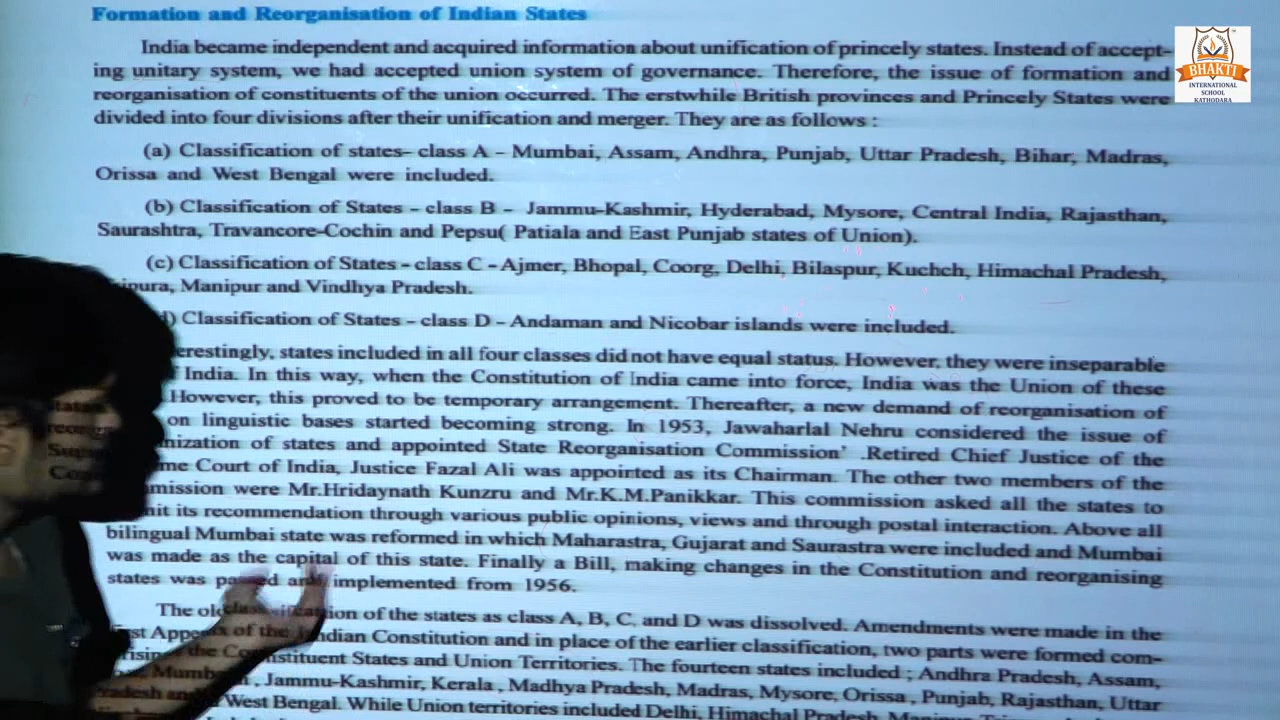 Formation and Reorganisation of Indian States
India became independent and acquired information about unification of princely states. Instead of accept-
ing unitary system, we had accepted union system of governance. Therefore, the issue of formation and
reorganisation of constituents of the union occurred. The erstwhile British provinces and Princely States were
divided into four divisions after their unification and merger. They are as follows :
(a) Classification of states– class A – Mumbai, Assam, Andhra, Punjab, Uttar Pradesh, Bihar, Madras,
Orissa and West Bengal were included.
(b) Classification of States – class B – Jammu-Kashmir, Hyderabad, Mysore, Central India, Rajasthan,
Saurashtra, Travancore-Cochin and Pepsu( Patiala and East Punjab states of Union).
(c) Classification of States – class C – Ajmer, Bhopal, Coorg, Delhi, Bilaspur, Kuchch, Himachal Pradesh,
Manipur and Vindhya Pradesh.
Classification of States – class D – Andaman and Nicobar islands were included.
states included in all four classes did not have equal status. However, they were inseparable
India. In this way, when the Constitution of India came into force, India was the Union of these
However, this proved to be temporary arrangement. Thereafter, a new demand of reorganisation of
on linguistic bases started becoming strong. In 1953, Jawaharlal Nehru considered the issue of
of states and appointed State Reorganisation Commission’ .Retired Chief Justice of the
Court of India, Justice Fazal Ali was appointed as its Chairman. The other two members of the
were Mr.Hridaynath Kunzru and Mr.K.M.Panikkar. This commission asked all the states to
its recommendation through various public opinions, views and through postal interaction. Above all
bilingual Mumbai state was reformed in which Maharastra, Gujarat and Saurastra were included and Mumbai
was made as the capital of this state. Finally a Bill, making changes in the Constitution and reorganising
states was implemented from 1956.
The of the states as class A, B, C, and D was dissolved. Amendments were made in the
of the Indian Constitution and in place of the earlier classification, two parts were formed com-
the Constituent States and Union Territories. The fourteen states included ; Andhra Pradesh, Assam,
Jammu-Kashmir, Kerala , Madhya Pradesh, Madras, Mysore, Orissa , Punjab, Rajasthan, Uttar
West Bengal. While Union territories included Delhi, Himachal Pradesh,
BHAKTI
INTERNATIONAL
SCHOOL
KATHODARA